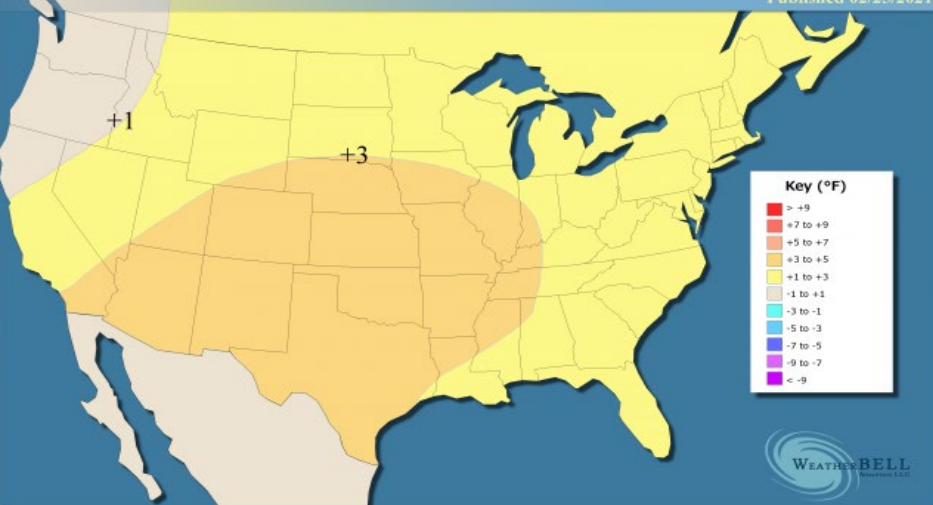 +1
+3
Key (°F)
> +9
+7 to +9
+5 to +7
+3 to +5
+1 to +3
-1 to +1
-3 to -1
-5 to -3
-7 to -5
-9 to -7
< -9
WEATHERBELL